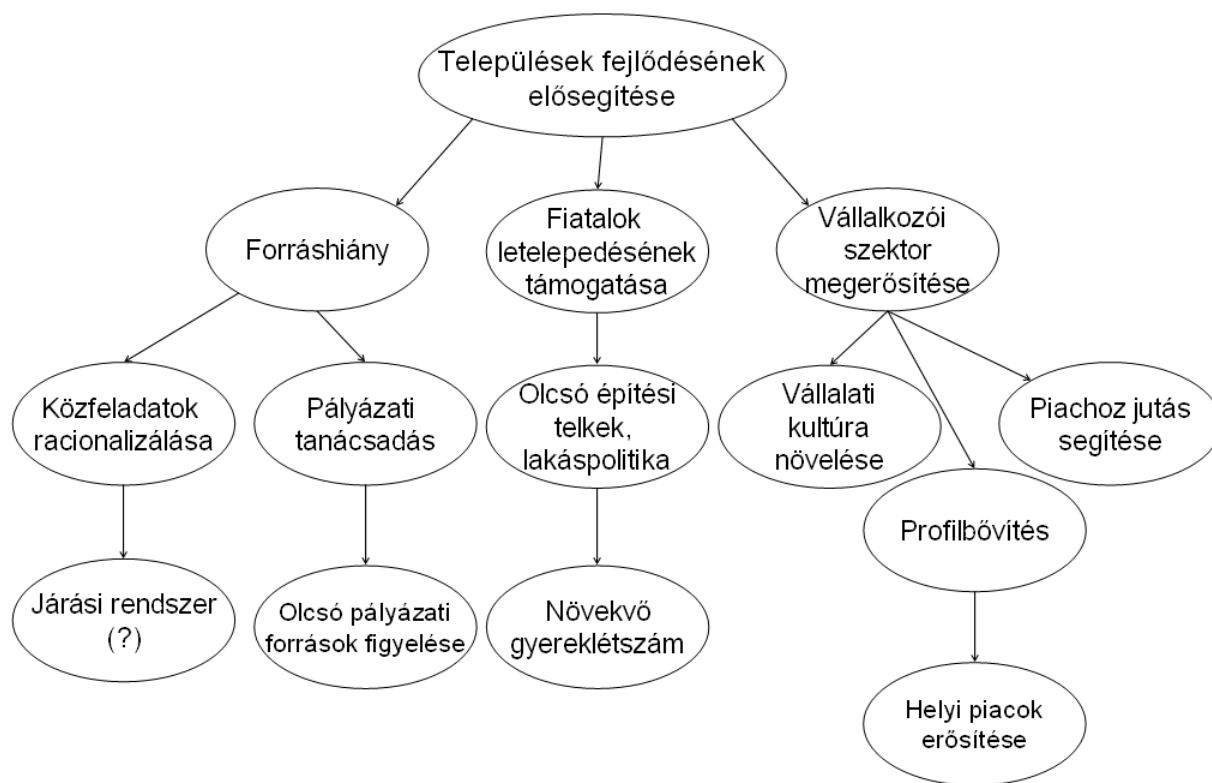 Települések fejlődésének
elősegítése
Forráshiány
Fiatalok
letelepedésének
támogatása
Vállalkozói
szektor
megerősítése
Közfeladatok
racionalizálása
Pályázati
tanácsadás
Olcsó építési
telkek,
lakáspolitika
Vállalati
kultúra
növelése
Piachoz jutás
segítése
Profilbővítés
Járási rendszer
(?)
Olcsó pályázati
források figyelése
Növekvő
gyereklétszám
Helyi piacok
erősítése